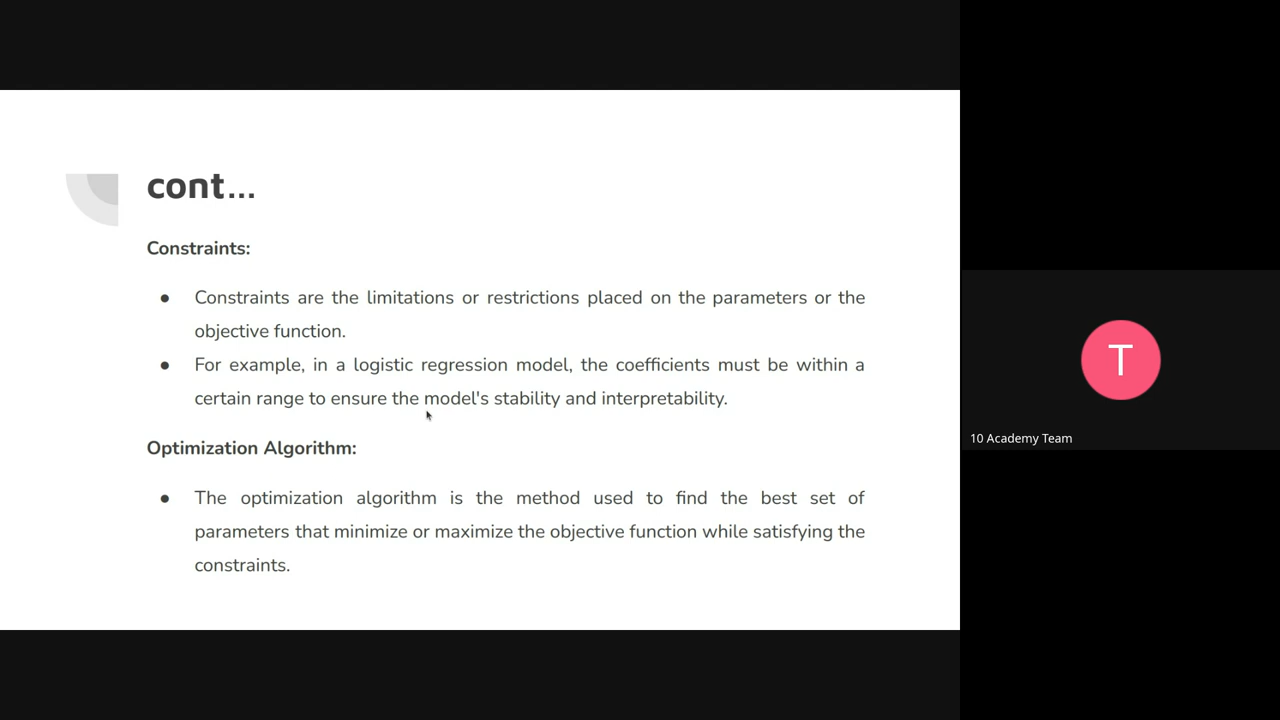 cont...
Constraints:
● Constraints are the limitations or restrictions placed on the parameters or the
objective function.
● For example, in a logistic regression model, the coefficients must be within a
certain range to ensure the model's stability and interpretability.
Optimization Algorithm:
● The optimization algorithm is the method used to find the best set of
parameters that minimize or maximize the objective function while satisfying the
constraints.
T
10 Academy Team